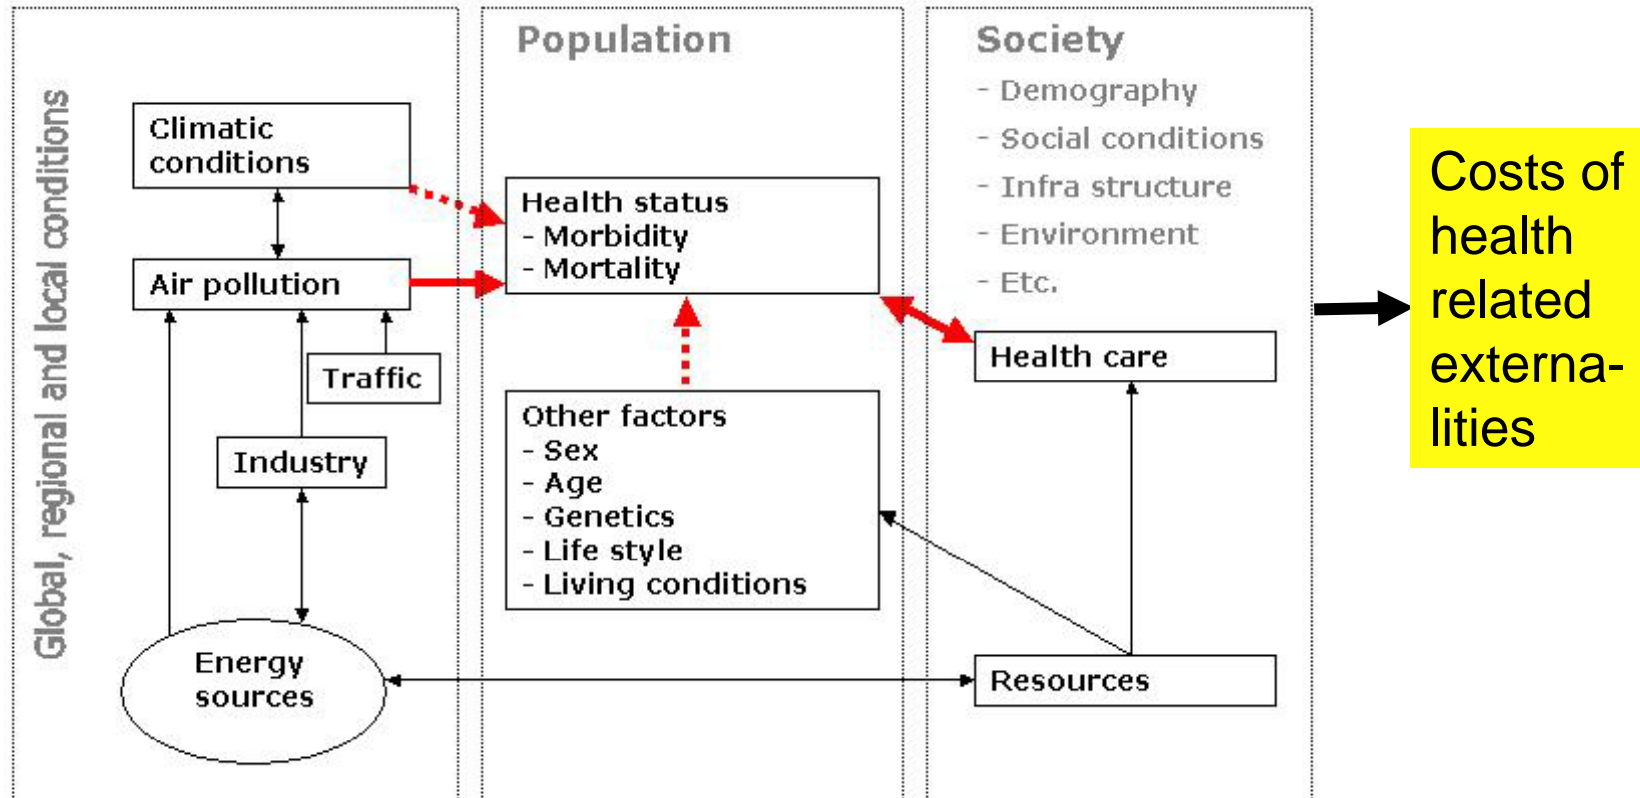 Global, regional and local conditions
Climatic
conditions
Air pollution
Traffic
Industry
Energy
sources
Population
Health status
- Morbidity
- Mortality
Other factors
- Sex
- Age
- Genetics
- Life style
- Living conditions
Society
- Demography
- Social conditions
- Infra structure
- Environment
- Etc.
Health care
Resources
Costs of
health
related
externa-
lities